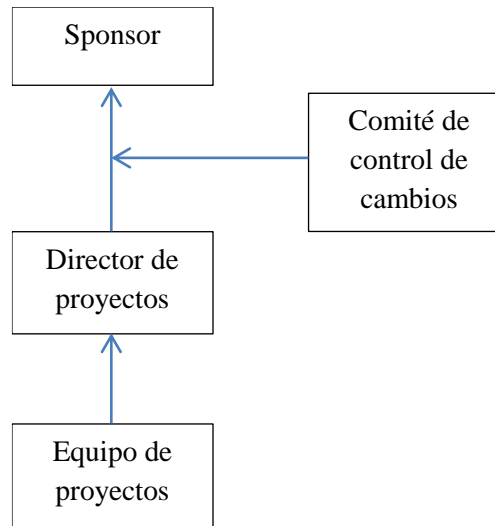 Sponsor
Comité de
control de
cambios
Director de
proyectos
Equipo de
proyectos